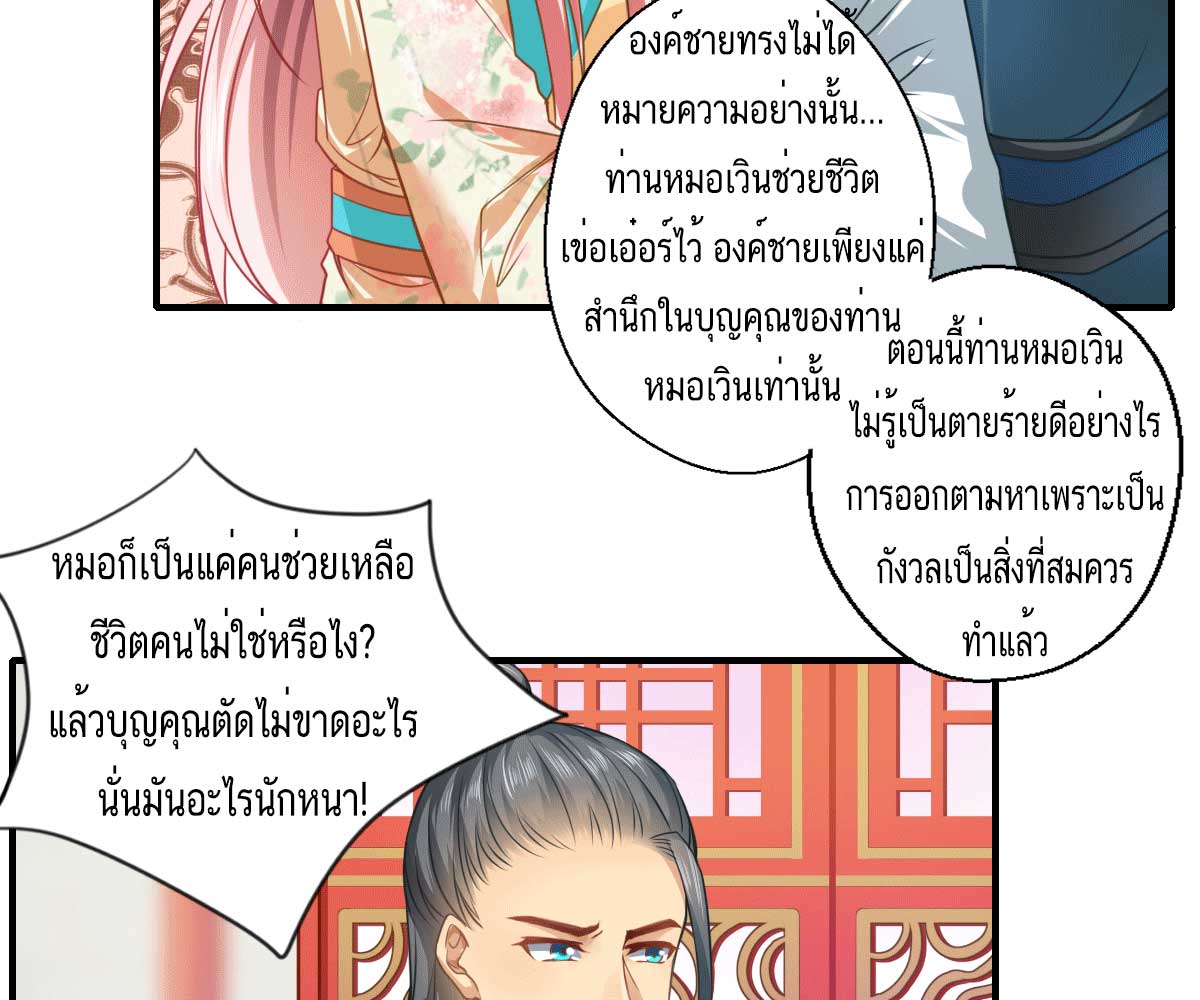 องค์ชายทรงไม่ได้
หมายความอย่างนั้น...
ท่านหมอเวินช่วยชีวิต
เข่อเอ๋อร์ไว้ องค์ชายเพียงแค่
สำนึกในบุญคุณของท่าน
หมอเวินเท่านั้น
ตอนนี้ท่านหมอเวิน
ไม่รู้เป็นตายร้ายดีอย่างไร
การออกตามหาเพราะเป็น
กังวลเป็นสิ่งที่สมควร
ทำแล้ว
หมอก็เป็นแค่คนช่วยเหลือ
ชีวิตคนไม่ใช่หรือไง?
แล้วบุญคุณตัดไม่ขาดอะไร
นั่นมันอะไรนักหนา!